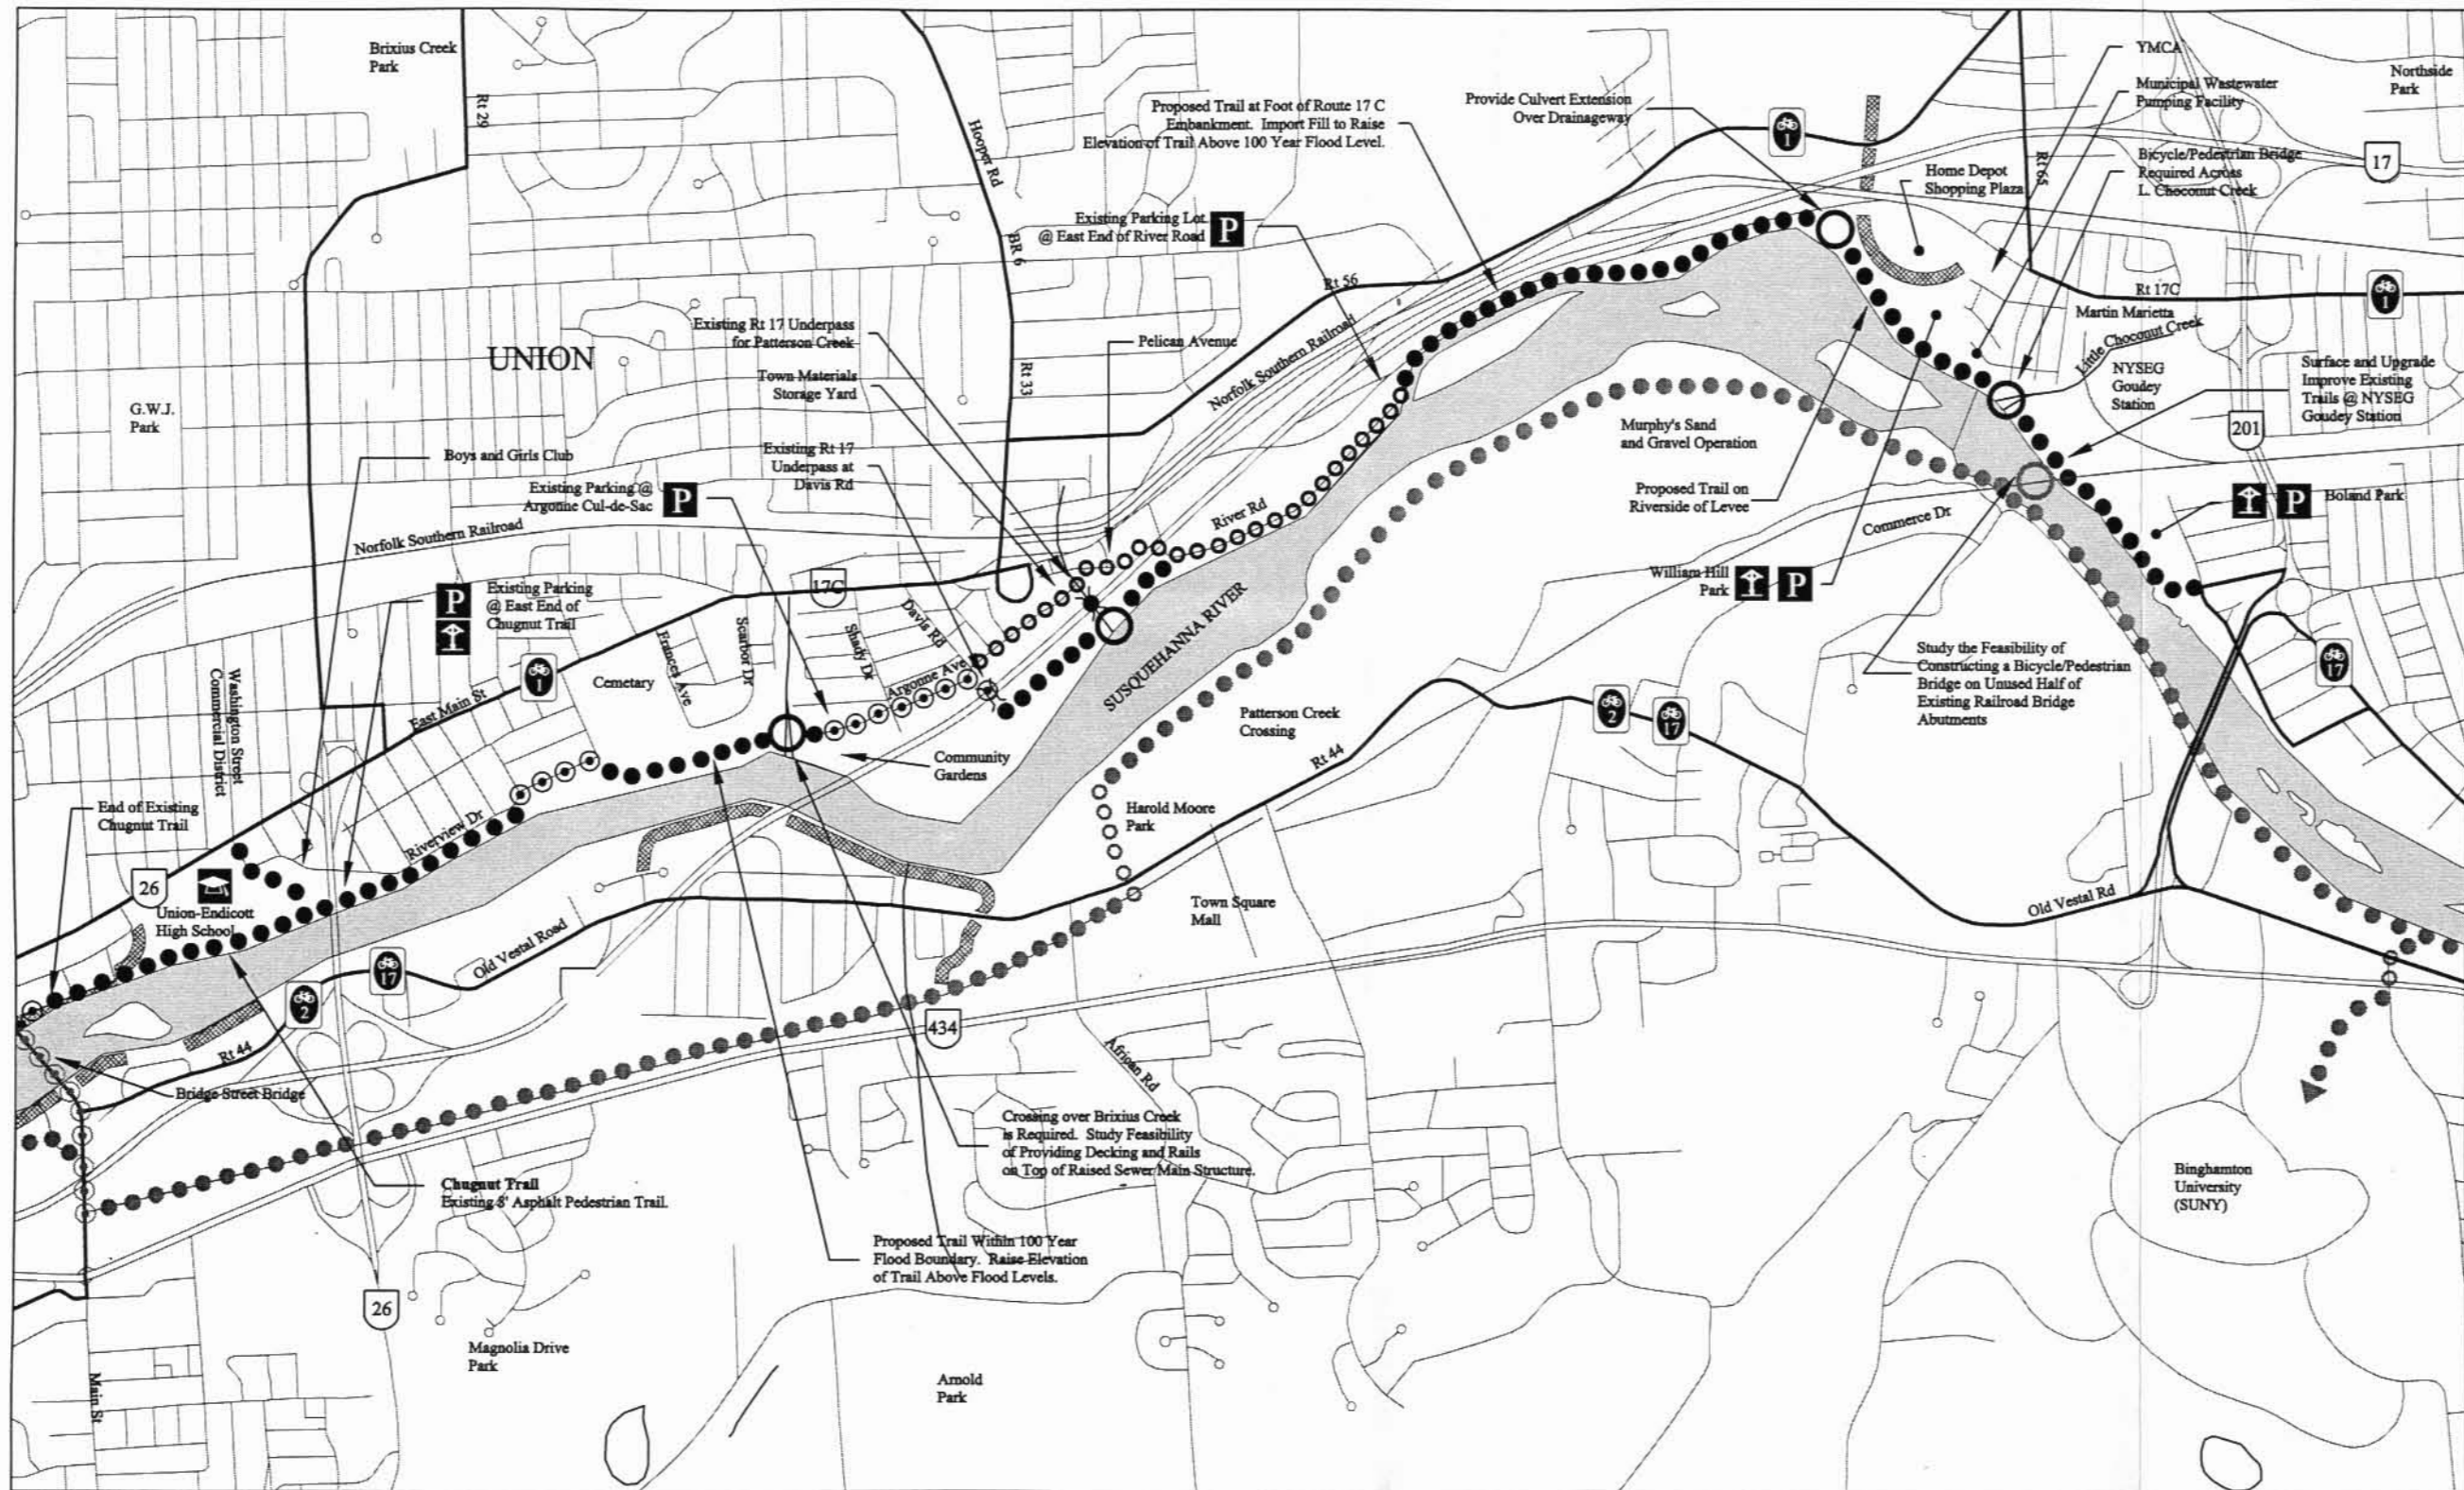 Brixius Creek
Park
Rt 29
Hooper Rd
BR 6
Rt 33
Proposed Trail at Foot of Route 17 C
Embankment. Import Fill to Raise
Elevation of Trail Above 100 Year Flood Level.
Provide Culvert Extension
Over Drainageway
1
YMCA
Municipal Wastewater
Pumping Facility
Northside
Park
17
Rt 65
Bicycle/Pedestrian Bridge
Required Across
L. Choconut Creek
Home Depot
Shopping Plaza
Existing Parking Lot
@ East End of River Road
P
Rt 56
Rt 17C
1
Martin Marietta
Little Choconut Creek
NYSEG
Goudey
Station
Surface and Upgrade
Improve Existing
Trails @ NYSEG
Goudey Station
201
UNION
G.W.J.
Park
Existing Rt 17 Underpass
for Patterson Creek
Town Materials
Storage Yard
Pelican Avenue
Norfolk Southern Railroad
Boys and Girls Club
Existing Rt 17
Underpass at
Davis Rd
Existing Parking @
Argonne Cul-de-Sac
P
Norfolk Southern Railroad
River Rd
Murphy's Sand
and Gravel Operation
Proposed Trail on
Riverside of Levee
Commerce Dr
William Hill
Park
P
P
Boland Park
P
Existing Parking
@ East End of
Chugnut Trail
17C
Davis Rd
Shady Dr
Scarbor Dr
Frances Ave
Argonne Ave
SUSQUEHANNA RIVER
Study the Feasibility of
Constructing a Bicycle/Pedestrian
Bridge on Unused Half of
Existing Railroad Bridge
Abutments
17
Washington Street
Commercial District
1
East Main St
Cemetary
Patterson Creek
Crossing
2
17
Rt 44
Community
Gardens
End of Existing
Chugnut Trail
Riverview Dr
Harold Moore
Park
26
Union-Endicott
High School
Town Square
Mall
Old Vestal Rd
Old Vestal Road
17
2
Rt 44
434
Bridge Street Bridge
African Rd
Crossing over Brixius Creek
is Required. Study Feasibility
of Providing Decking and Rails
on Top of Raised Sewer Main Structure.
Chugnut Trail
Existing 8' Asphalt Pedestrian Trail.
Binghamton
University
(SUNY)
Proposed Trail Within 100 Year
Flood Boundary. Raise Elevation
of Trail Above Flood Levels.
26
Magnolia Drive
Park
Main St
Arnold
Park